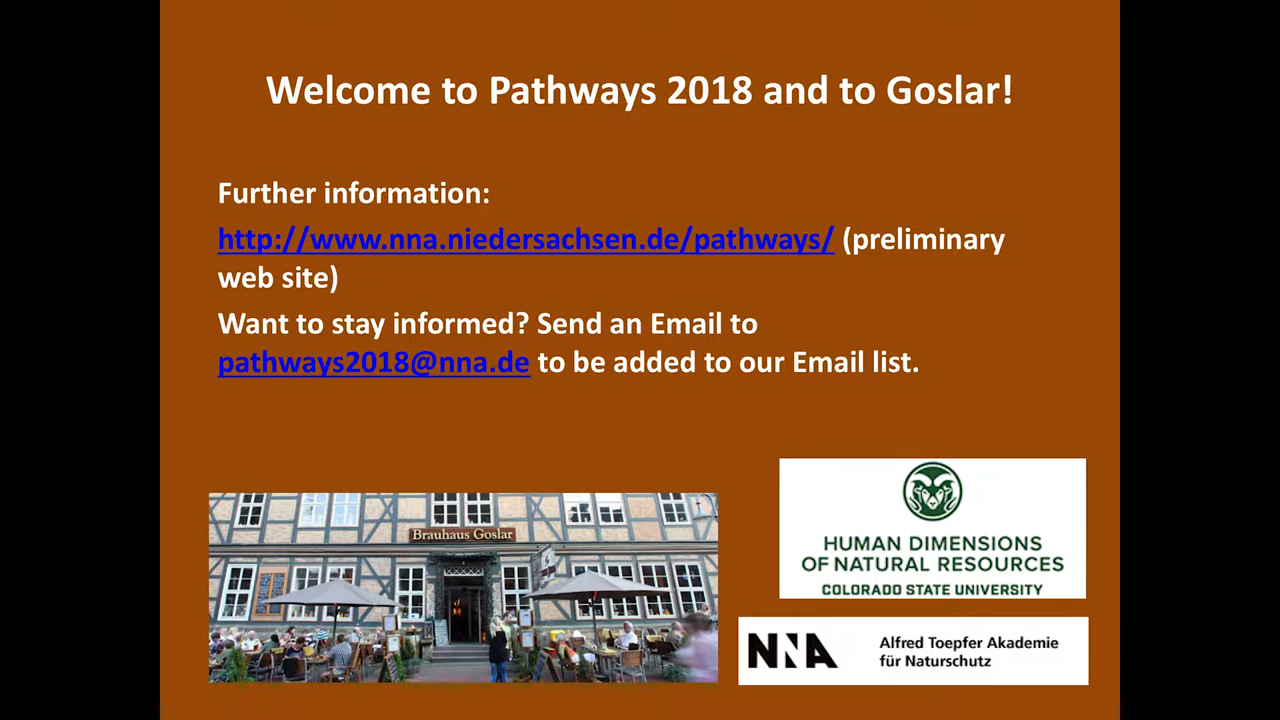 Welcome to Pathways 2018 and to Goslar!
Further information:
http://www.nna.niedersachsen.de/pathways/ (preliminary
web site)
Want to stay informed? Send an Email to
pathways2018@nna.de to be added to our Email list.
Brauhaus Goslar
HUMAN DIMENSIONS
OF NATURAL RESOURCES
COLORADO STATE UNIVERSITY
NNA
Alfred Toepfer Akademie
für Naturschutz